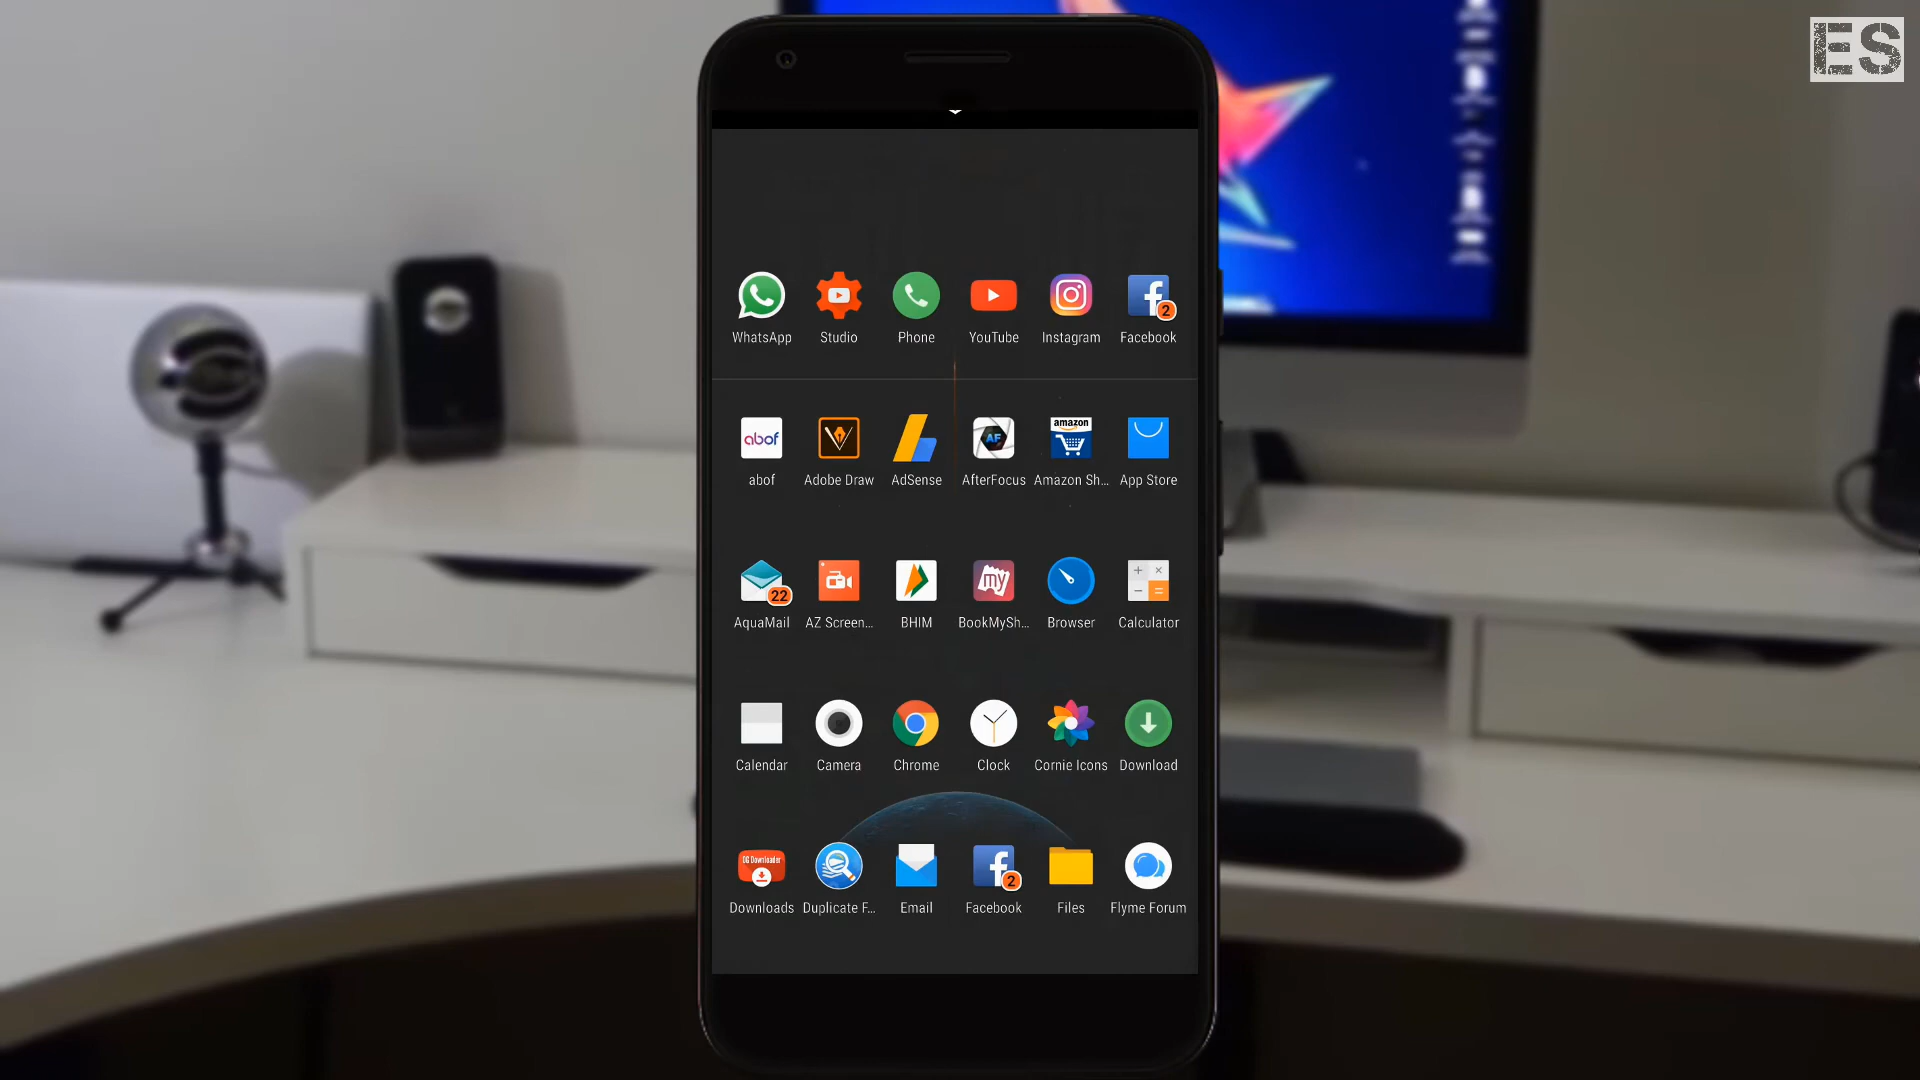 ES
WhatsApp Studio Phone YouTube Instagram Facebook
2
abof
AF
amazon
abof Adobe Draw AdSense AfterFocus Amazon Sh... App Store
22
my
AquaMail AZ Screen... BHIM BookMySh... Browser Calculator
Calendar Camera Chrome Clock Cornie Icons Download
OG Downloader
2
Downloads Duplicate F... Email Facebook Files Flyme Forum